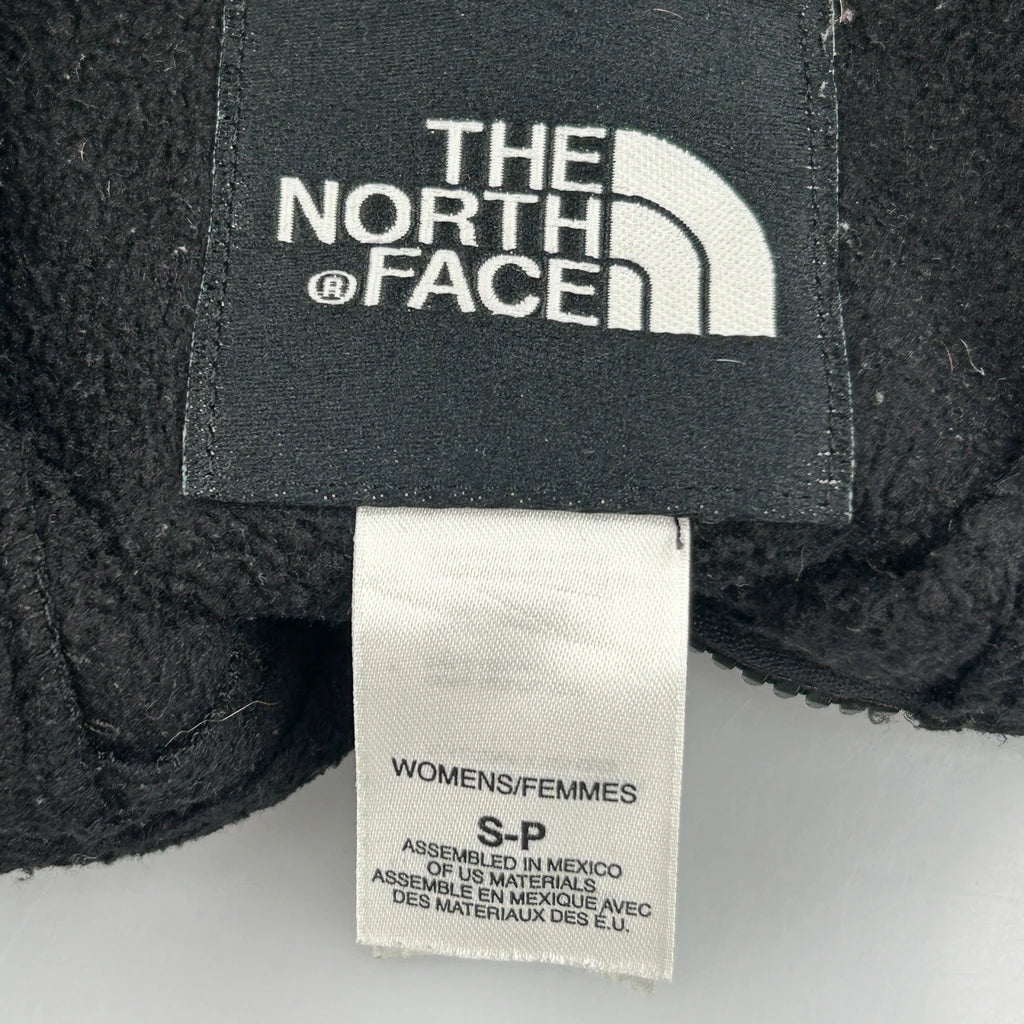 THE
NORTH
® FACE
WOMENS/FEMMES
S-P
ASSEMBLED IN MEXICO
OF US MATERIALS
ASSEMBLE EN MEXIQUE AVEC
DES MATERIAUX DES E.U.